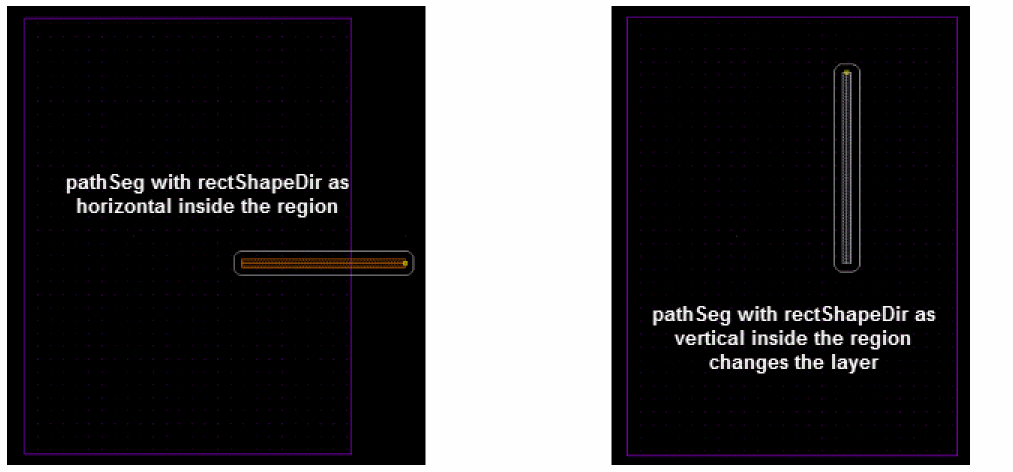 pathSeg with rectShapeDir as
horizontal inside the region
pathSeg with rectShapeDir as
vertical inside the region
changes the layer